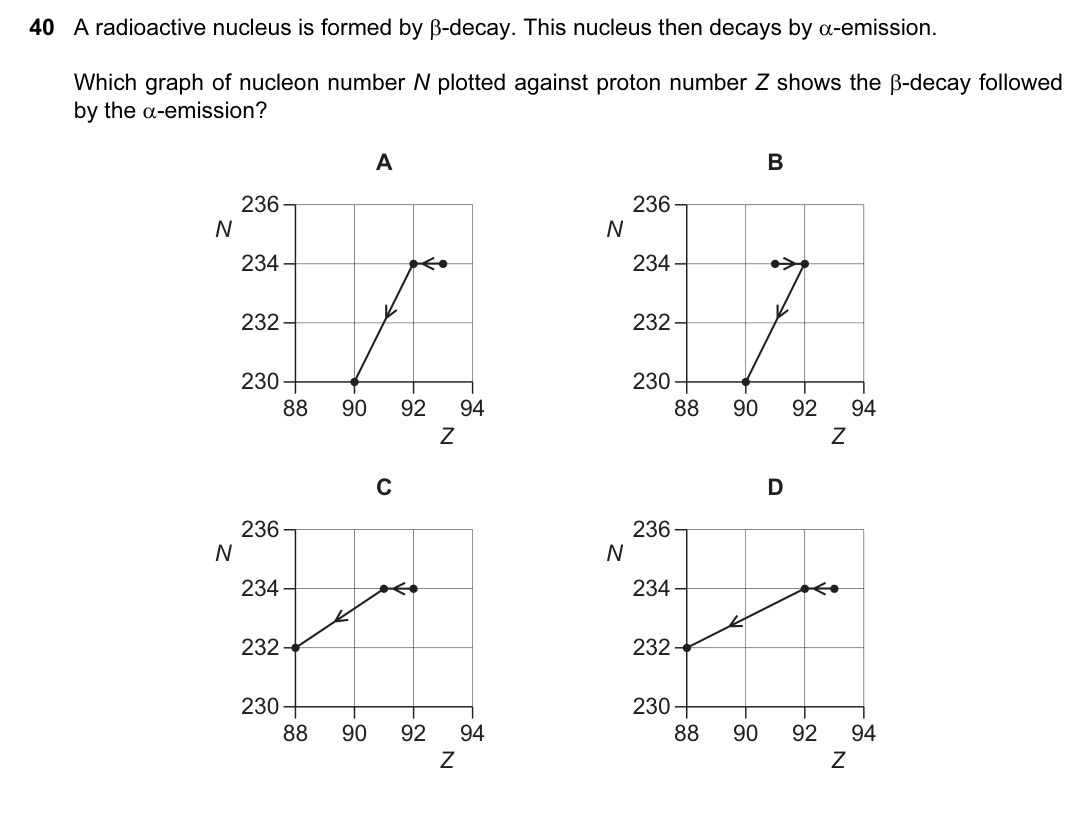 40 A radioactive nucleus is formed by β-decay. This nucleus then decays by α-emission.
Which graph of nucleon number N plotted against proton number Z shows the β-decay followed
by the α-emission?
A
236
N
234
232
230
88 90 92 94
Z
B
236
N
234
232
230
88 90 92 94
Z
C
236
N
234
232
230
88 90 92 94
Z
D
236
N
234
232
230
88 90 92 94
Z